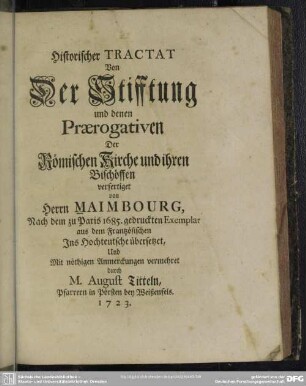 Historischer TRACTAT
Von
Der Stifftung
und denen
Prærogativen
Der
Römischen Kirche und ihren
Bischöffen
verfertiget
von
Herrn MAIMBOURG,
Nach dem zu Paris 1685. gedruckten Exemplar
aus dem Französischen
Ins Hochteutsche übersetzet,
Und
Mit nöthigen Anmerckungen vermehret
durch
M. August Titteln,
Pfarrern in Pörsten bey Weißenfels.
1723.